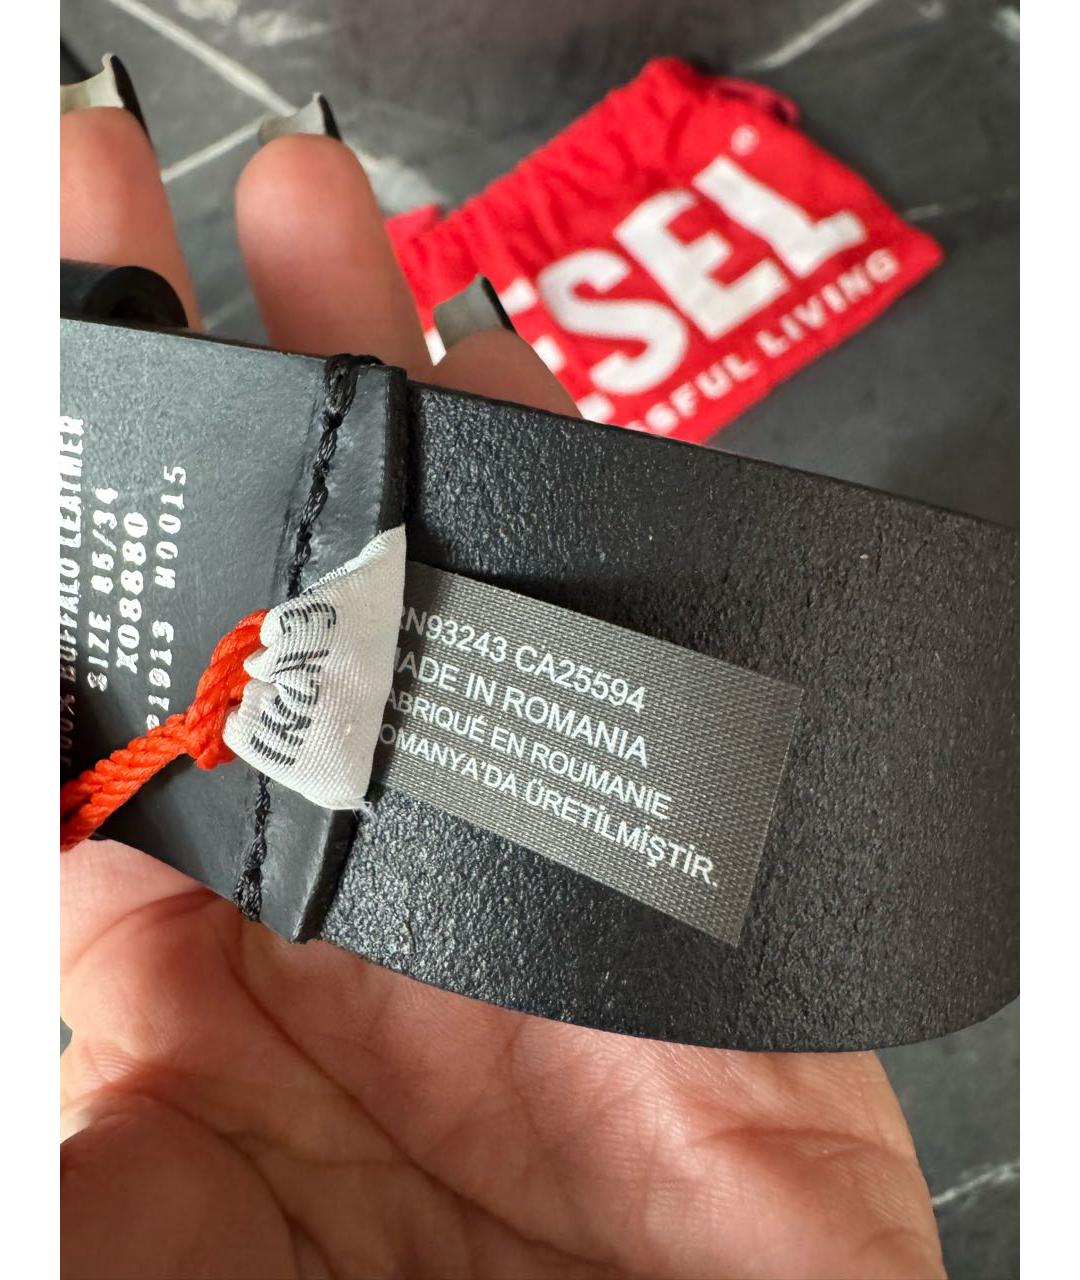 BUFFALO LEATHER
SIZE 85/34
X08880
P1913 H0015
RN93243 CA25594
MADE IN ROMANIA
FABRIQUÉ EN ROUMANIE
ROMANYA'DA ÜRETİLMİŞTİR.
SEL
SFUL LIVING